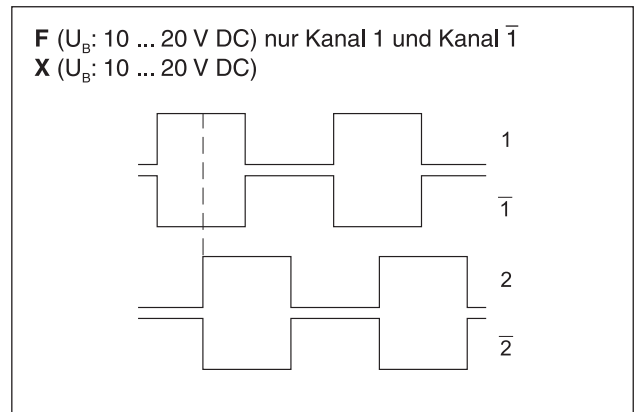 F (U_B: 10 ... 20 V DC) nur Kanal 1 und Kanal 1̅
X (U_B: 10 ... 20 V DC)
1
1̅
2
2̅